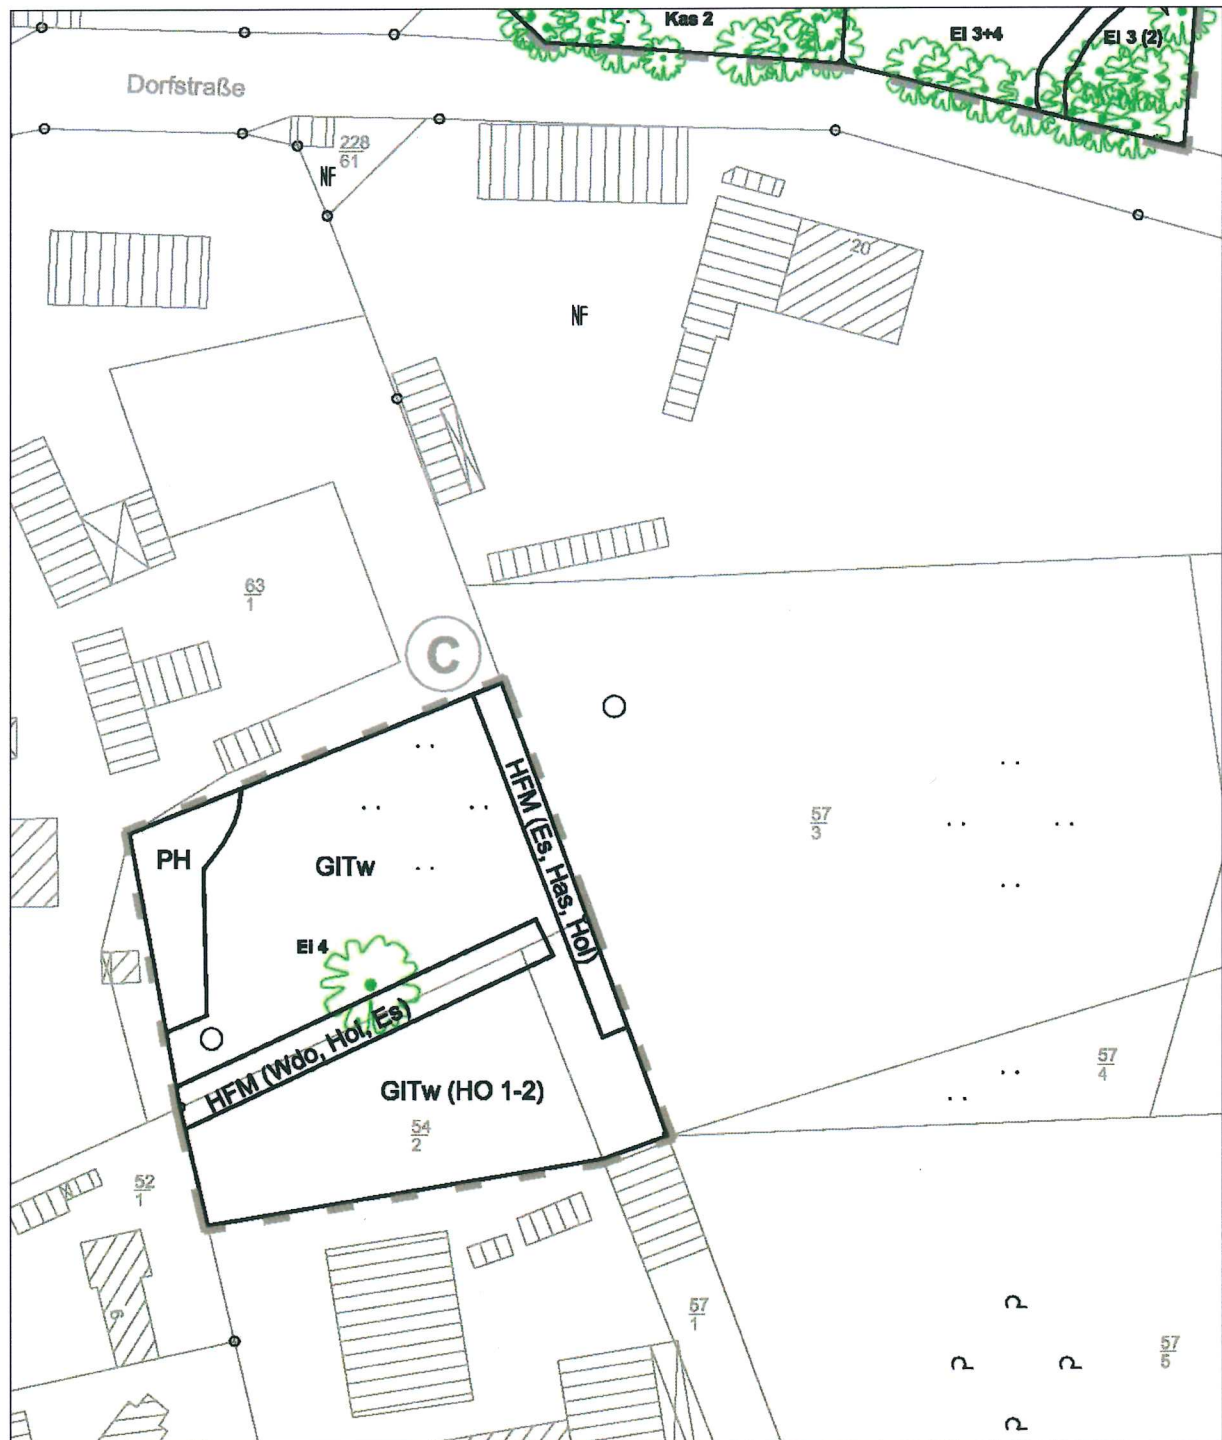 Kas 2
EI 3+4
EI 3 (2)
Dorfstraße
228
61
NF
20
NF
63
1
C
57
3
HFM (Es, Has, Hol)
PH
GITw
EI 4
HFM (Wdo, Hol, Es)
GITw (HO 1-2)
54
2
57
4
52
1
57
1
57
5